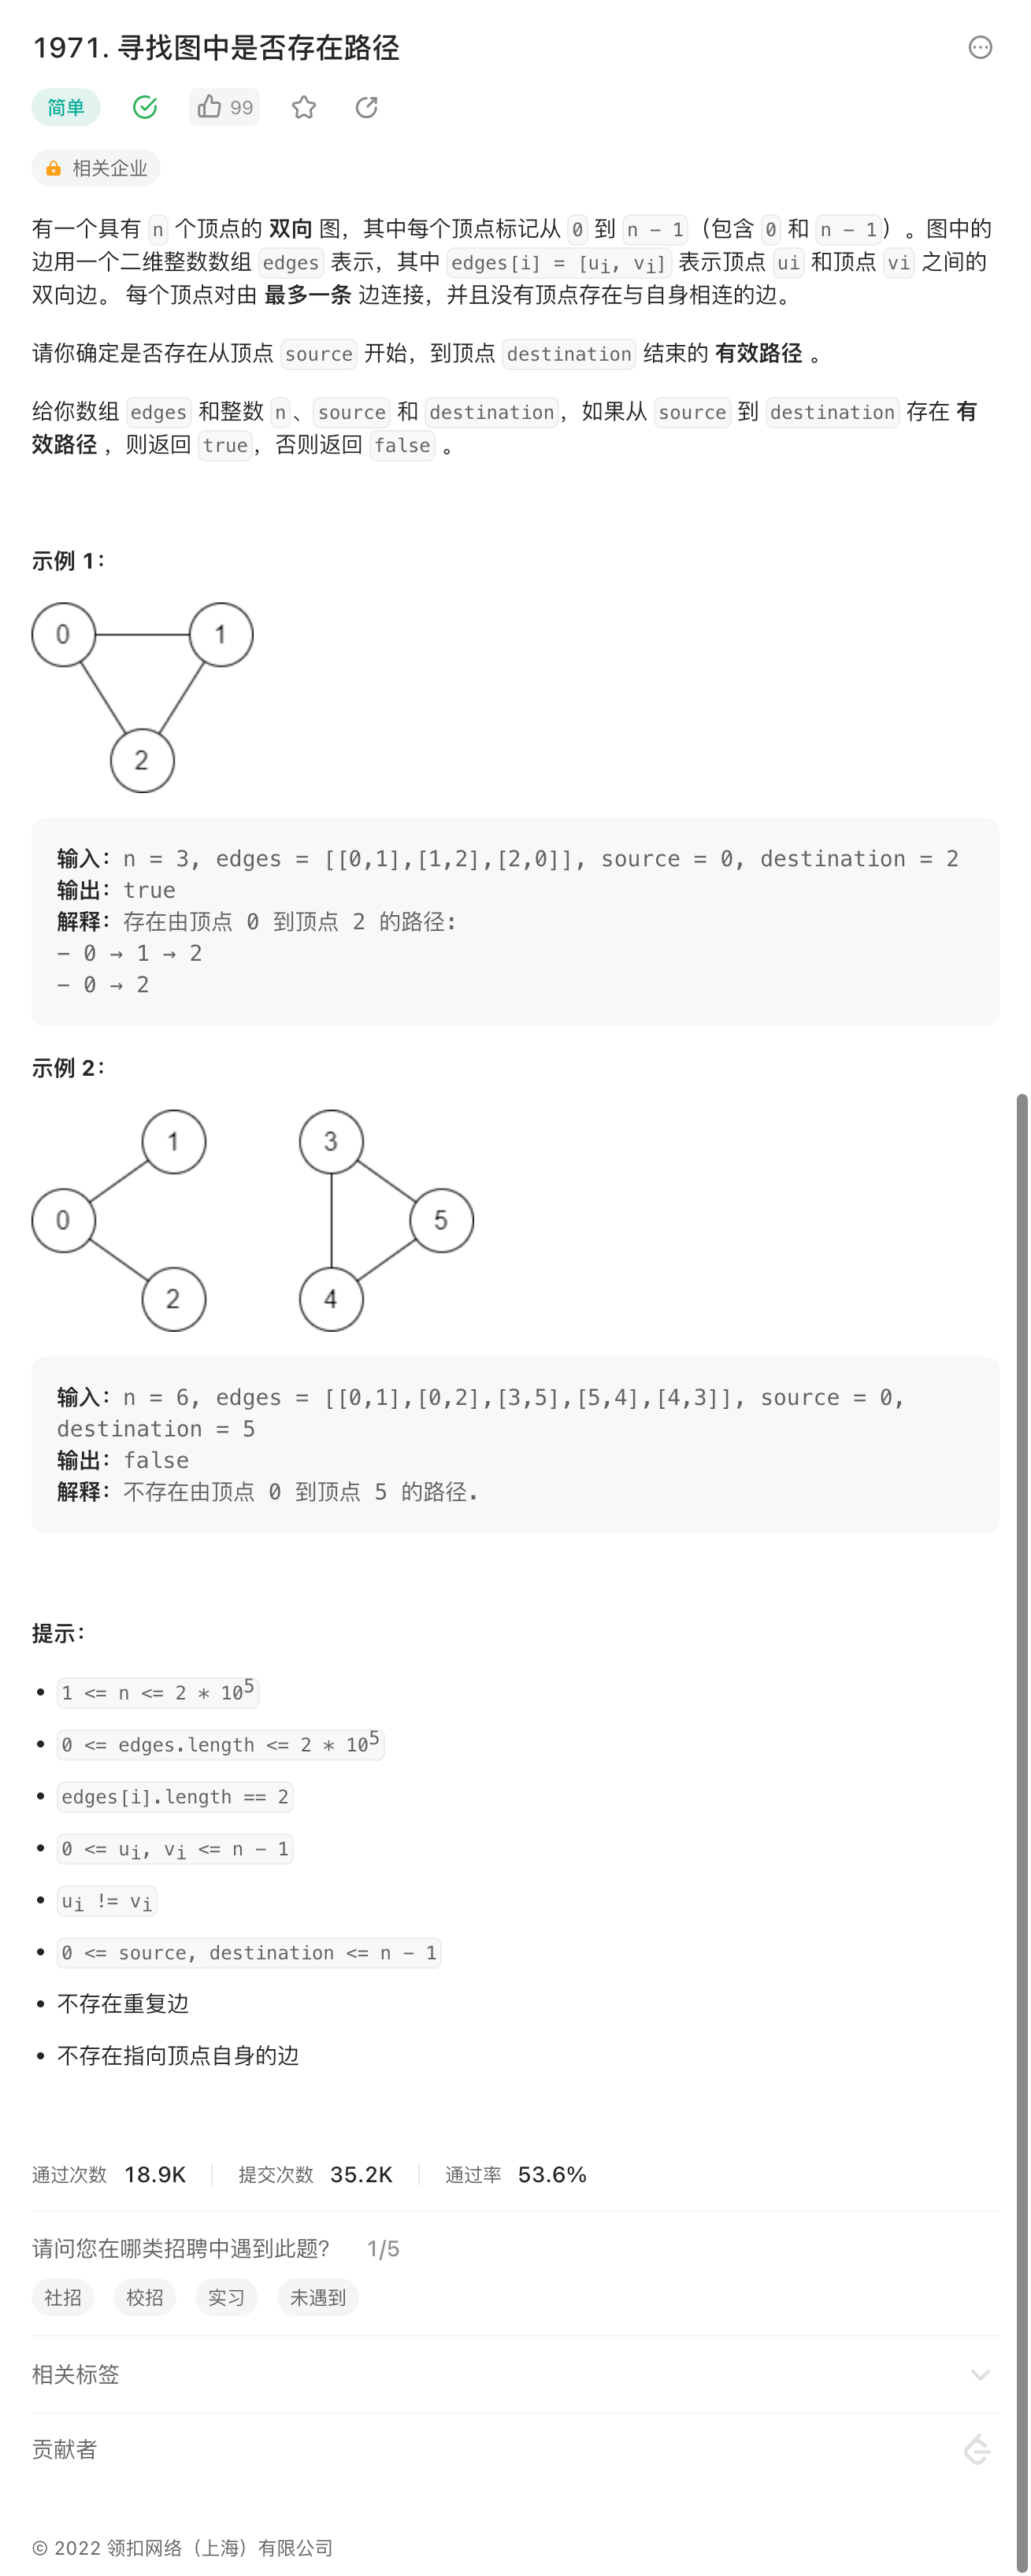 1971. 寻找图中是否存在路径
简单 99
相关企业
有一个具有 n 个顶点的 双向 图，其中每个顶点标记从 0 到 n - 1（包含 0 和 n - 1）。图中的
边用一个二维整数数组 edges 表示，其中 edges[i] = [ui, vi] 表示顶点 ui 和顶点 vi 之间的
双向边。 每个顶点对由 最多一条 边连接，并且没有顶点存在与自身相连的边。
请你确定是否存在从顶点 source 开始，到顶点 destination 结束的 有效路径 。
给你数组 edges 和整数 n、source 和 destination，如果从 source 到 destination 存在 有
效路径 ，则返回 true，否则返回 false 。
示例 1：
0 1
2
输入：n = 3, edges = [[0,1],[1,2],[2,0]], source = 0, destination = 2
输出：true
解释：存在由顶点 0 到顶点 2 的路径:
- 0 → 1 → 2
- 0 → 2
示例 2：
1 3
0 5
2 4
输入：n = 6, edges = [[0,1],[0,2],[3,5],[5,4],[4,3]], source = 0,
destination = 5
输出：false
解释：不存在由顶点 0 到顶点 5 的路径.
提示：
• 1 <= n <= 2 * 10^5
• 0 <= edges.length <= 2 * 10^5
• edges[i].length == 2
• 0 <= ui, vi <= n - 1
• ui != vi
• 0 <= source, destination <= n - 1
• 不存在重复边
• 不存在指向顶点自身的边
通过次数 18.9K 提交次数 35.2K 通过率 53.6%
请问您在哪类招聘中遇到此题？ 1/5
社招 校招 实习 未遇到
相关标签
贡献者
© 2022 领扣网络（上海）有限公司